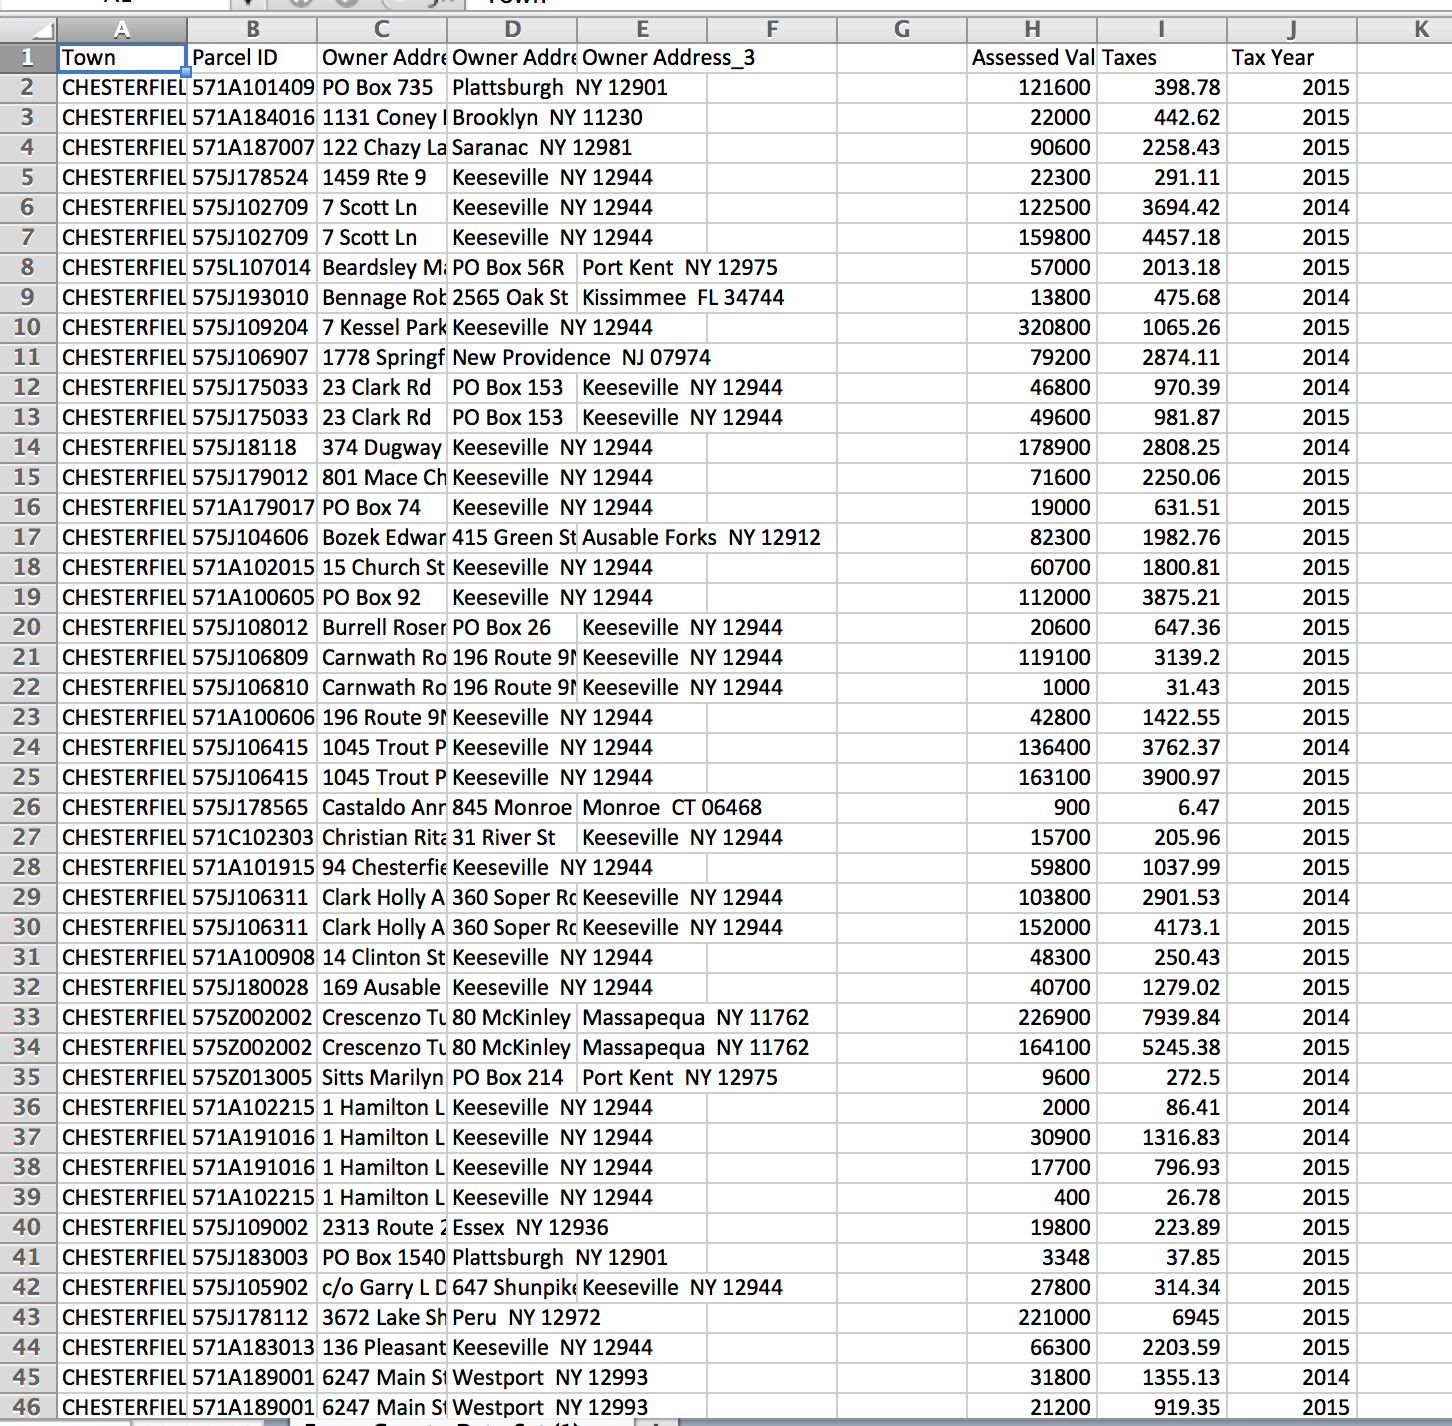 A B C D E F G H I J K
1 Town Parcel ID Owner Addre Owner Addre Owner Address_3 Assessed Val Taxes Tax Year
2 CHESTERFIEL 571A101409 PO Box 735 Plattsburgh NY 12901 121600 398.78 2015
3 CHESTERFIEL 571A184016 1131 Coney Brooklyn NY 11230 22000 442.62 2015
4 CHESTERFIEL 571A187007 122 Chazy La Saranac NY 12981 90600 2258.43 2015
5 CHESTERFIEL 575J178524 1459 Rte 9 Keeseville NY 12944 22300 291.11 2015
6 CHESTERFIEL 575J102709 7 Scott Ln Keeseville NY 12944 122500 3694.42 2014
7 CHESTERFIEL 575J102709 7 Scott Ln Keeseville NY 12944 159800 4457.18 2015
8 CHESTERFIEL 575L107014 Beardsley Ma PO Box 56R Port Kent NY 12975 57000 2013.18 2015
9 CHESTERFIEL 575J193010 Bennage Rob 2565 Oak St Kissimmee FL 34744 13800 475.68 2014
10 CHESTERFIEL 575J109204 7 Kessel Park Keeseville NY 12944 320800 1065.26 2015
11 CHESTERFIEL 575J106907 1778 Springf New Providence NJ 07974 79200 2874.11 2014
12 CHESTERFIEL 575J175033 23 Clark Rd PO Box 153 Keeseville NY 12944 46800 970.39 2014
13 CHESTERFIEL 575J175033 23 Clark Rd PO Box 153 Keeseville NY 12944 49600 981.87 2015
14 CHESTERFIEL 575J18118 374 Dugway Keeseville NY 12944 178900 2808.25 2014
15 CHESTERFIEL 575J179012 801 Mace Ch Keeseville NY 12944 71600 2250.06 2015
16 CHESTERFIEL 571A179017 PO Box 74 Keeseville NY 12944 19000 631.51 2015
17 CHESTERFIEL 575J104606 Bozek Edwar 415 Green St Ausable Forks NY 12912 82300 1982.76 2015
18 CHESTERFIEL 571A102015 15 Church St Keeseville NY 12944 60700 1800.81 2015
19 CHESTERFIEL 571A100605 PO Box 92 Keeseville NY 12944 112000 3875.21 2015
20 CHESTERFIEL 575J108012 Burrell Roser PO Box 26 Keeseville NY 12944 20600 647.36 2015
21 CHESTERFIEL 575J106809 Carnwath Ro 196 Route 9N Keeseville NY 12944 119100 3139.2 2015
22 CHESTERFIEL 575J106810 Carnwath Ro 196 Route 9N Keeseville NY 12944 1000 31.43 2015
23 CHESTERFIEL 571A100606 196 Route 9N Keeseville NY 12944 42800 1422.55 2015
24 CHESTERFIEL 575J106415 1045 Trout P Keeseville NY 12944 136400 3762.37 2014
25 CHESTERFIEL 575J106415 1045 Trout P Keeseville NY 12944 163100 3900.97 2015
26 CHESTERFIEL 575J178565 Castaldo Ann 845 Monroe Monroe CT 06468 900 6.47 2015
27 CHESTERFIEL 571C102303 Christian Rita 31 River St Keeseville NY 12944 15700 205.96 2015
28 CHESTERFIEL 571A101915 94 Chesterfie Keeseville NY 12944 59800 1037.99 2015
29 CHESTERFIEL 575J106311 Clark Holly A 360 Soper Rd Keeseville NY 12944 103800 2901.53 2014
30 CHESTERFIEL 575J106311 Clark Holly A 360 Soper Rd Keeseville NY 12944 152000 4173.1 2015
31 CHESTERFIEL 571A100908 14 Clinton St Keeseville NY 12944 48300 250.43 2015
32 CHESTERFIEL 575J180028 169 Ausable Keeseville NY 12944 40700 1279.02 2015
33 CHESTERFIEL 575Z002002 Crescenzo Tu 80 McKinley Massapequa NY 11762 226900 7939.84 2014
34 CHESTERFIEL 575Z002002 Crescenzo Tu 80 McKinley Massapequa NY 11762 164100 5245.38 2015
35 CHESTERFIEL 575Z013005 Sitts Marilyn PO Box 214 Port Kent NY 12975 9600 272.5 2014
36 CHESTERFIEL 571A102215 1 Hamilton L Keeseville NY 12944 2000 86.41 2014
37 CHESTERFIEL 571A191016 1 Hamilton L Keeseville NY 12944 30900 1316.83 2014
38 CHESTERFIEL 571A191016 1 Hamilton L Keeseville NY 12944 17700 796.93 2015
39 CHESTERFIEL 571A102215 1 Hamilton L Keeseville NY 12944 400 26.78 2015
40 CHESTERFIEL 575J109002 2313 Route 2 Essex NY 12936 19800 223.89 2015
41 CHESTERFIEL 575J183003 PO Box 1540 Plattsburgh NY 12901 3348 37.85 2015
42 CHESTERFIEL 575J105902 c/o Garry L D 647 Shunpike Keeseville NY 12944 27800 314.34 2015
43 CHESTERFIEL 575J178112 3672 Lake Sh Peru NY 12972 221000 6945 2015
44 CHESTERFIEL 571A183013 136 Pleasant Keeseville NY 12944 66300 2203.59 2015
45 CHESTERFIEL 571A189001 6247 Main St Westport NY 12993 31800 1355.13 2014
46 CHESTERFIEL 571A189001 6247 Main St Westport NY 12993 21200 919.35 2015